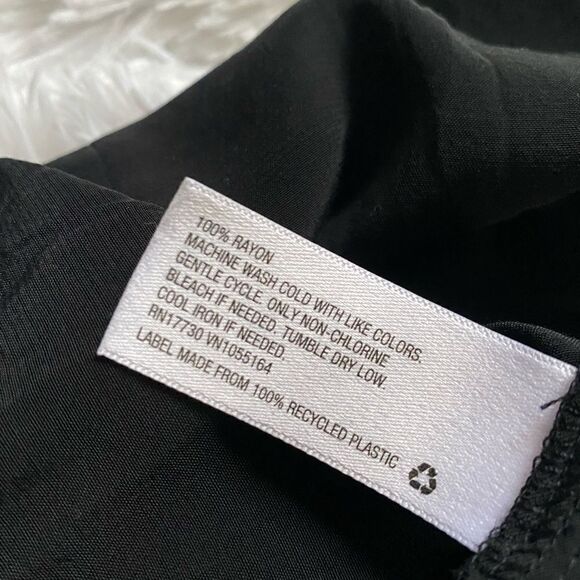 100% RAYON
MACHINE WASH COLD WITH LIKE COLORS.
GENTLE CYCLE. ONLY NON-CHLORINE
BLEACH IF NEEDED. TUMBLE DRY LOW.
COOL IRON IF NEEDED.
RN17730 VN1055164
LABEL MADE FROM 100% RECYCLED PLASTIC